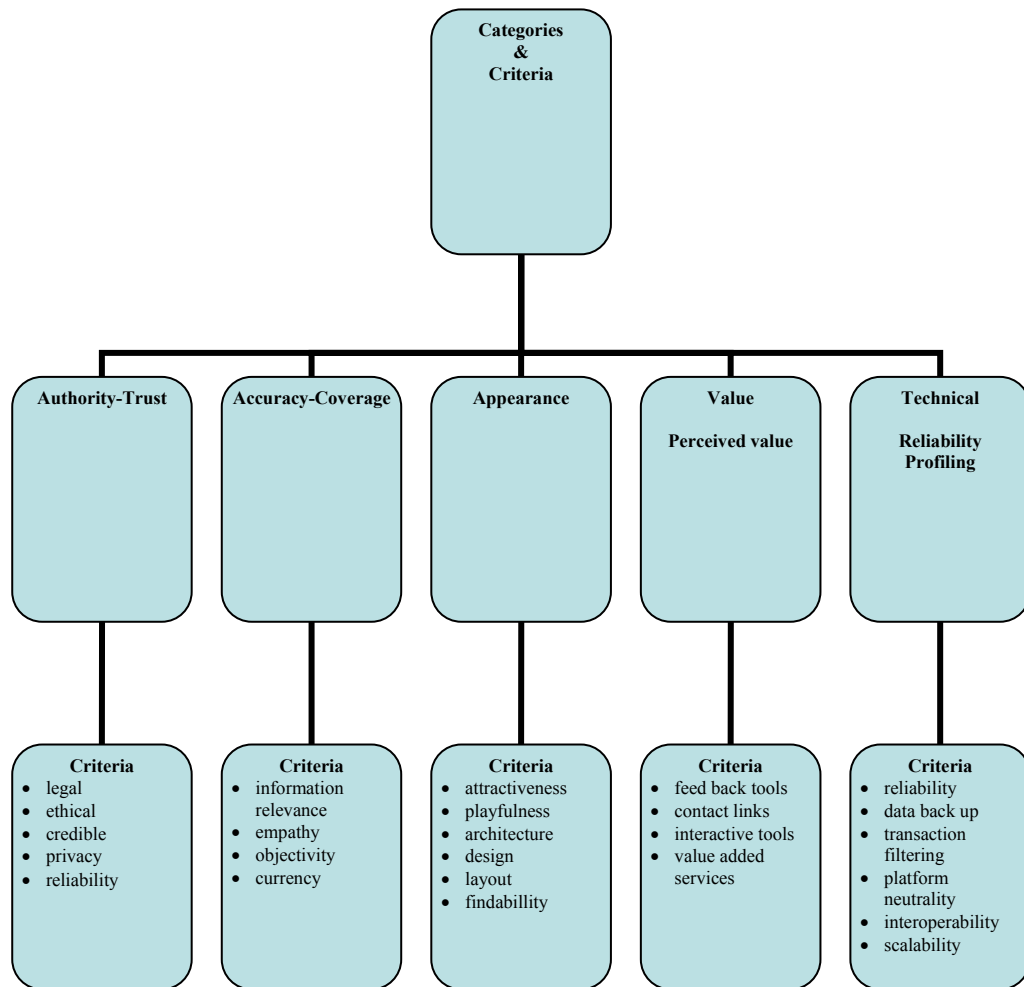 Categories
&
Criteria
Authority-Trust
Accuracy-Coverage
Appearance
Value
Perceived value
Technical
Reliability
Profiling
Criteria
• legal
• ethical
• credible
• privacy
• reliability
Criteria
• information
relevance
• empathy
• objectivity
• currency
Criteria
• attractiveness
• playfulness
• architecture
• design
• layout
• findabillity
Criteria
• feed back tools
• contact links
• interactive tools
• value added
services
Criteria
• reliability
• data back up
• transaction
filtering
• platform
neutrality
• interoperability
• scalability